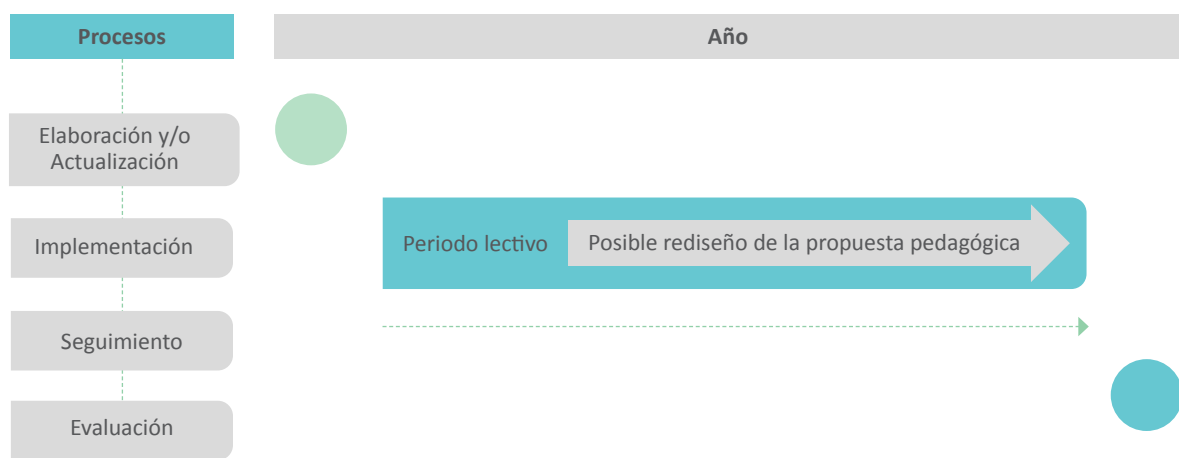 Procesos
Año
Elaboración y/o
Actualización
Implementación
Periodo lectivo
Posible rediseño de la propuesta pedagógica
Seguimiento
Evaluación